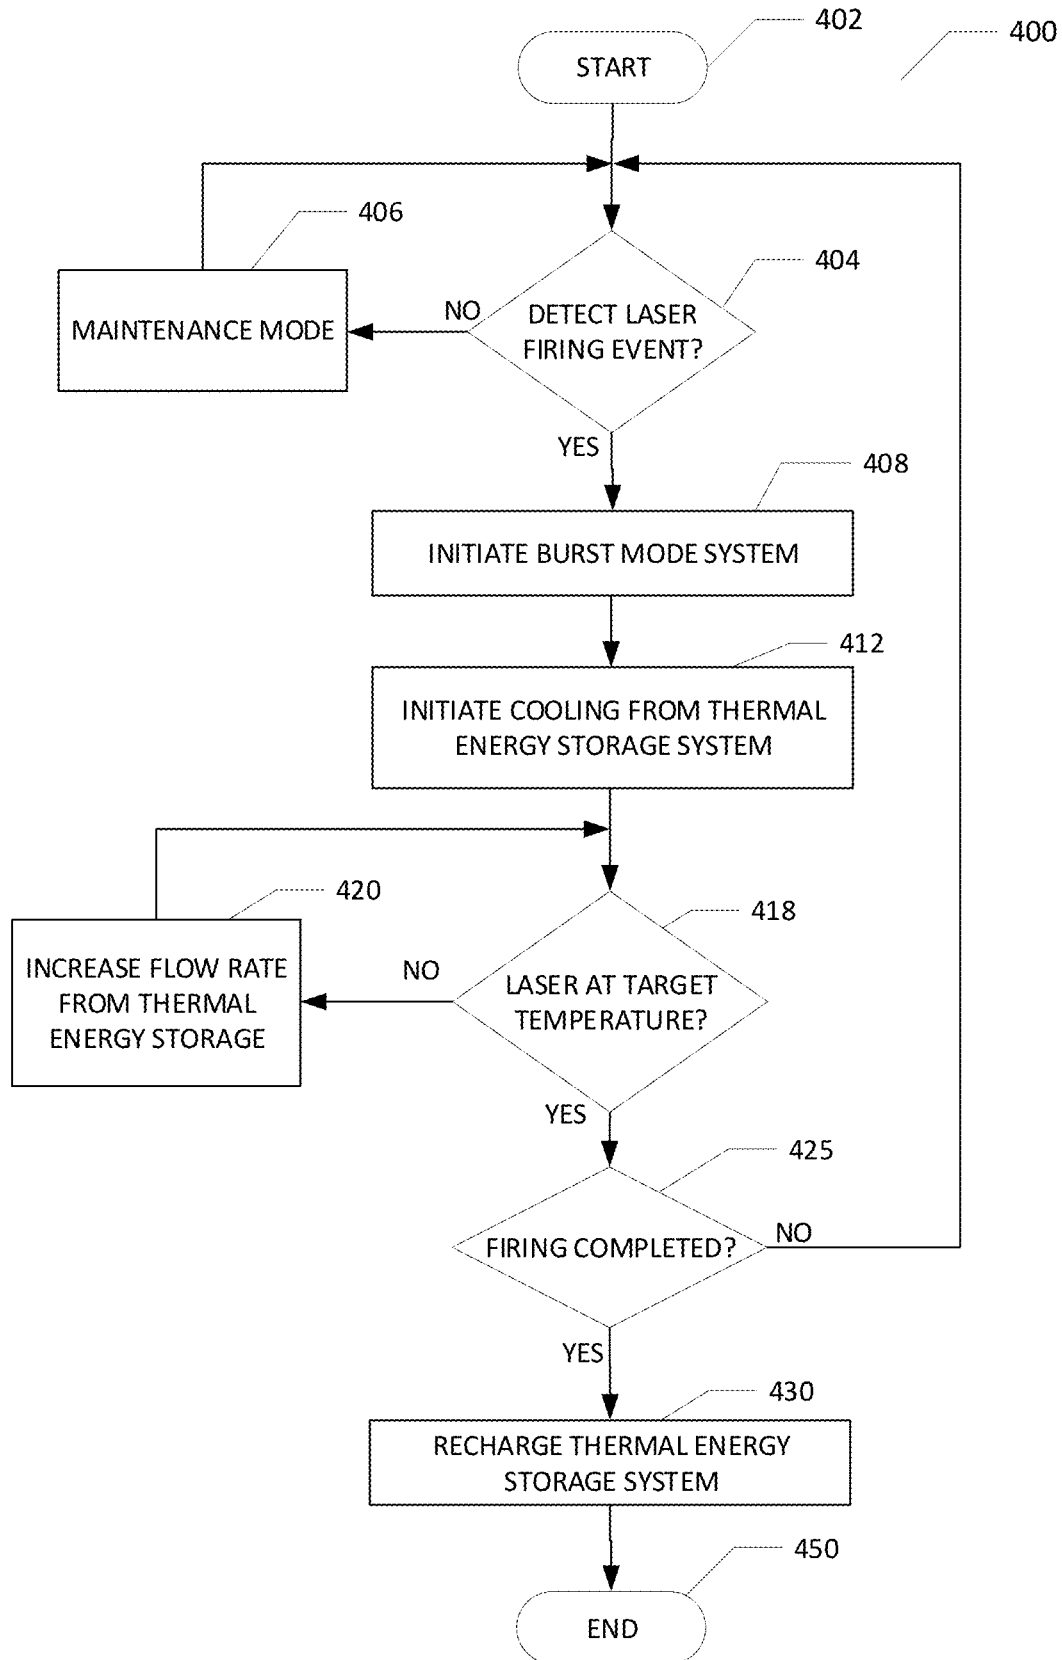 402
400
START
406
404
NO
DETECT LASER
FIRING EVENT?
MAINTENANCE MODE
YES
408
INITIATE BURST MODE SYSTEM
412
INITIATE COOLING FROM THERMAL
ENERGY STORAGE SYSTEM
420
418
INCREASE FLOW RATE
FROM THERMAL
ENERGY STORAGE
NO
LASER AT TARGET
TEMPERATURE?
YES
425
FIRING COMPLETED?
NO
YES
430
RECHARGE THERMAL ENERGY
STORAGE SYSTEM
450
END